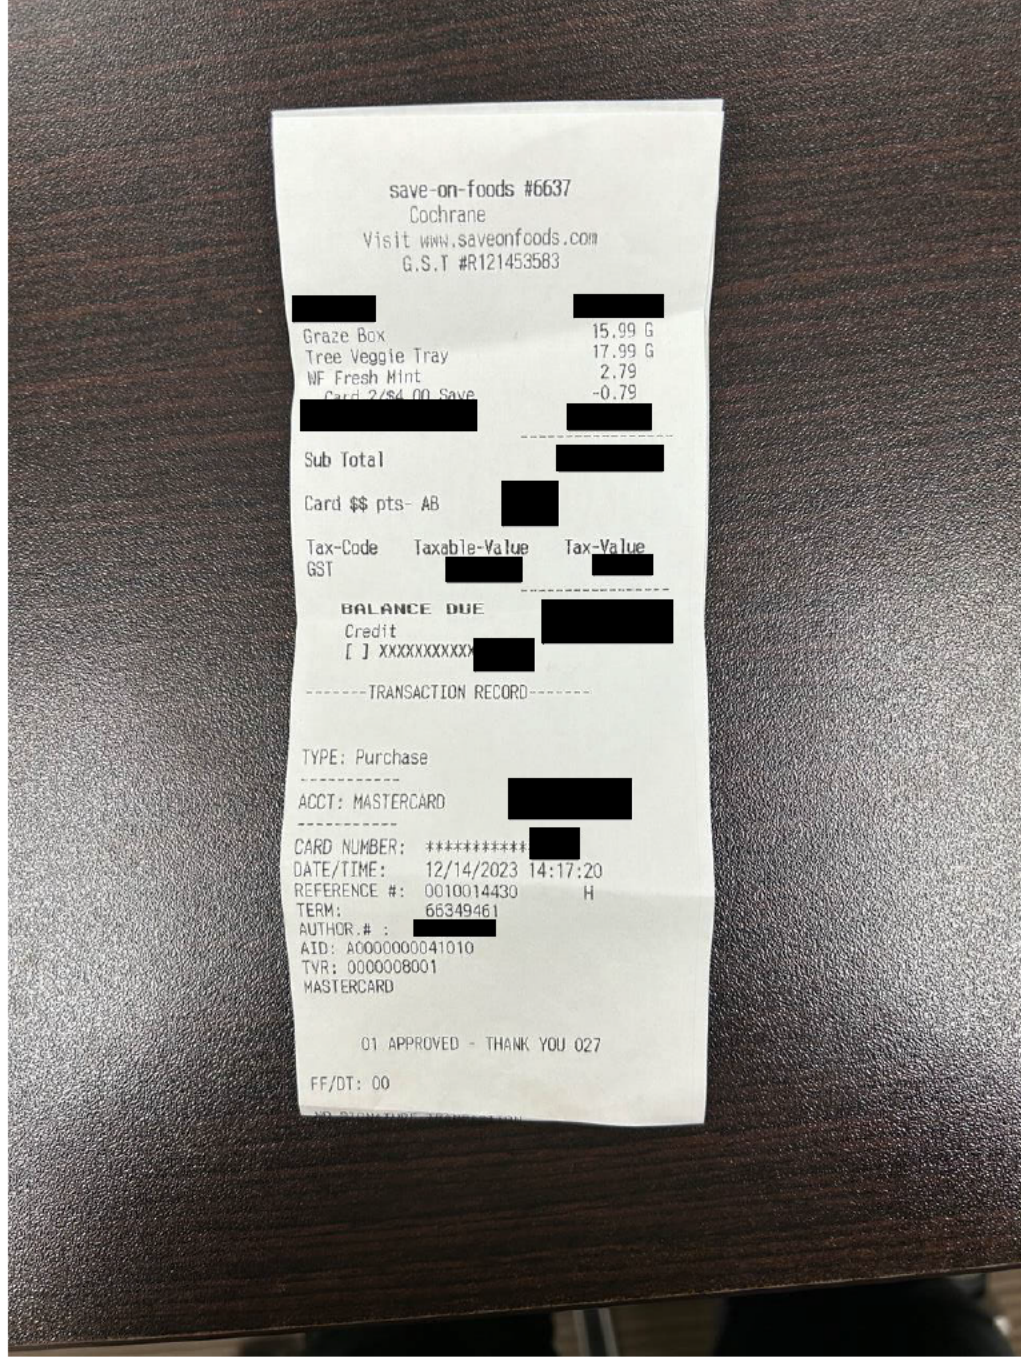 save-on-foods #6637
Cochrane
Visit www.saveonfoods.com
G.S.T #R121453583
Graze Box 15.99 G
Tree Veggie Tray 17.99 G
WF Fresh Mint 2.79
Card 2/$4.00 Save -0.79
Sub Total
Card $$ pts- AB
Tax-Code Taxable-Value Tax-Value
GST
BALANCE DUE
Credit
[ ] XXXXXXXXXXX
-------TRANSACTION RECORD-------
TYPE: Purchase
-----------
ACCT: MASTERCARD
-----------
CARD NUMBER: ***********
DATE/TIME: 12/14/2023 14:17:20
REFERENCE #: 0010014430 H
TERM: 66349461
AUTHOR.# :
AID: A0000000041010
TVR: 0000008001
MASTERCARD
01 APPROVED - THANK YOU 027
FF/DT: 00
NO SIGNATURE TRANSACTION